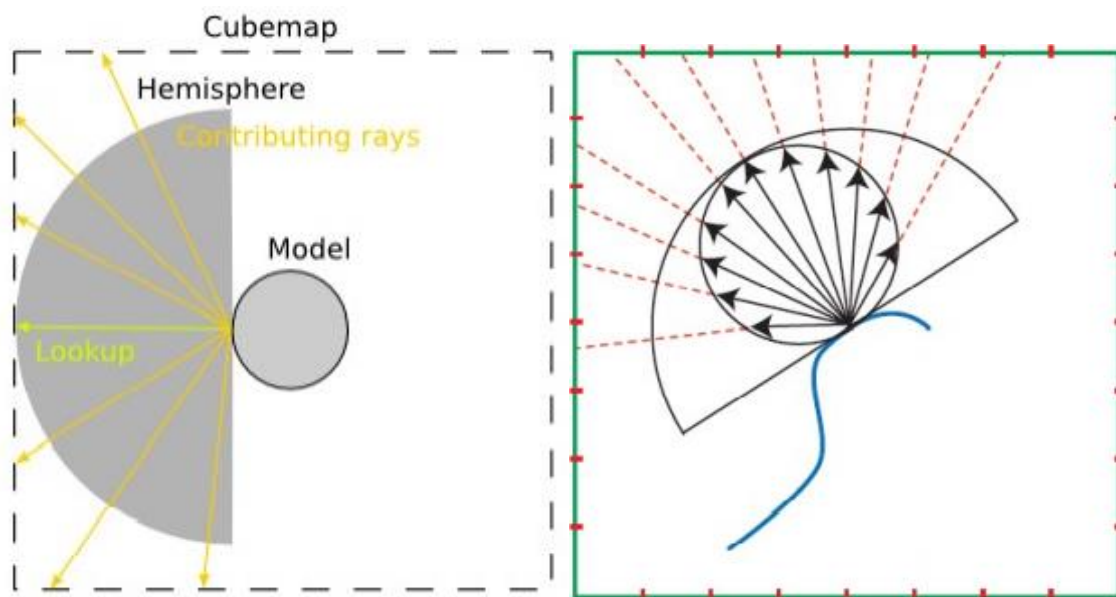 Cubemap
Hemisphere
Contributing rays
Model
Lookup